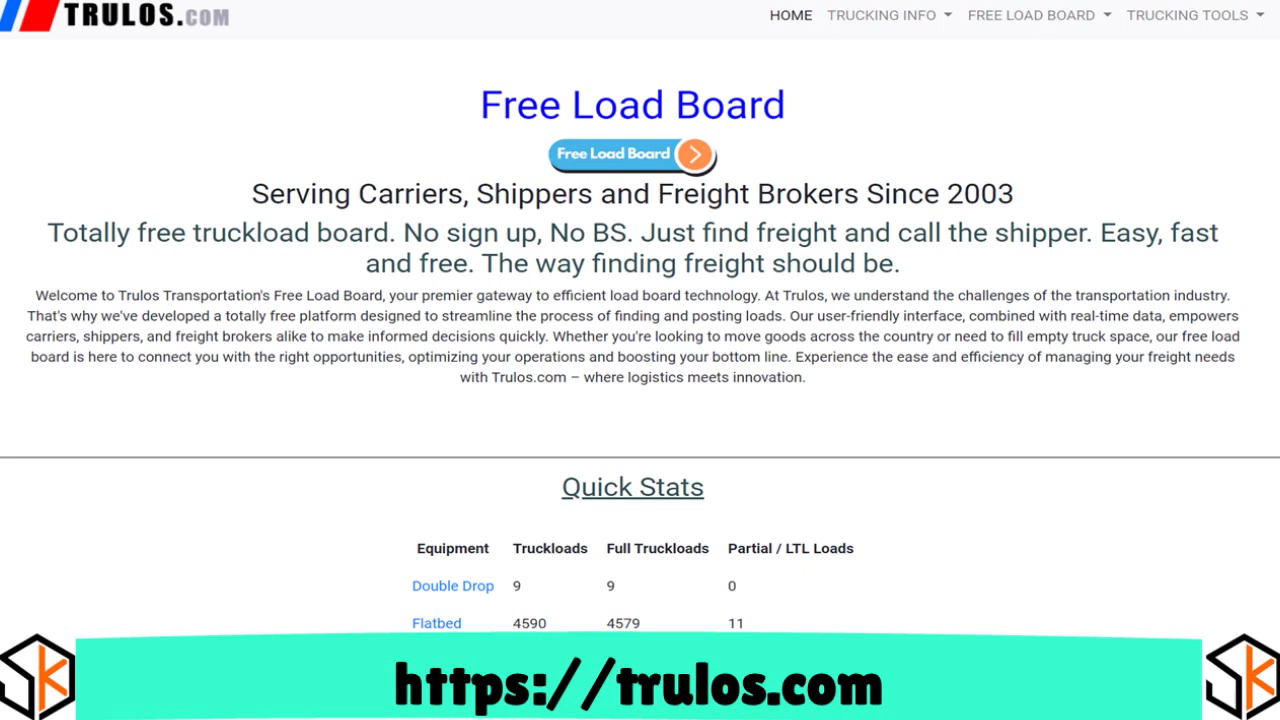 TRULOS.COM
HOME TRUCKING INFO FREE LOAD BOARD TRUCKING TOOLS
Free Load Board
Free Load Board
Serving Carriers, Shippers and Freight Brokers Since 2003
Totally free truckload board. No sign up, No BS. Just find freight and call the shipper. Easy, fast
and free. The way finding freight should be.
Welcome to Trulos Transportation's Free Load Board, your premier gateway to efficient load board technology. At Trulos, we understand the challenges of the transportation industry.
That's why we've developed a totally free platform designed to streamline the process of finding and posting loads. Our user-friendly interface, combined with real-time data, empowers
carriers, shippers, and freight brokers alike to make informed decisions quickly. Whether you're looking to move goods across the country or need to fill empty truck space, our free load
board is here to connect you with the right opportunities, optimizing your operations and boosting your bottom line. Experience the ease and efficiency of managing your freight needs
with Trulos.com – where logistics meets innovation.
Quick Stats
Equipment Truckloads Full Truckloads Partial / LTL Loads
Double Drop 9 9 0
Flatbed 4590 4579 11
Sk https://trulos.com Sk